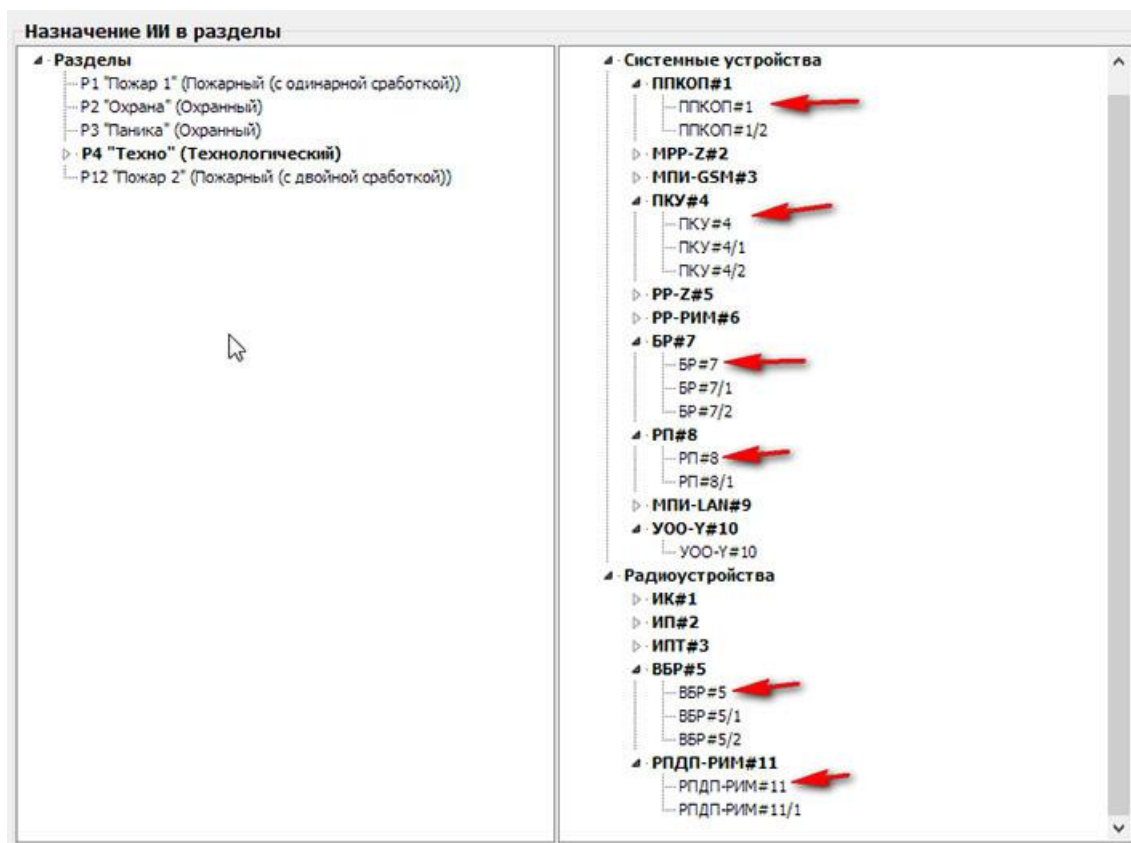 Назначение ИИ в разделы
Разделы
P1 "Пожар 1" (Пожарный (с одинарной сработкой))
P2 "Охрана" (Охранный)
P3 "Паника" (Охранный)
P4 "Техно" (Технологический)
P12 "Пожар 2" (Пожарный (с двойной сработкой))
Системные устройства
ППКОП#1
ППКОП#1
ППКОП#1/2
МРР-Z#2
МПИ-GSM#3
ПКУ#4
ПКУ#4
ПКУ#4/1
ПКУ#4/2
РР-Z#5
РР-РИМ#6
БР#7
БР#7
БР#7/1
БР#7/2
РП#8
РП#8
РП#8/1
МПИ-LAN#9
УОО-Y#10
УОО-Y#10
Радиоустройства
ИК#1
ИП#2
ИПТ#3
ВБР#5
ВБР#5
ВБР#5/1
ВБР#5/2
РПДП-РИМ#11
РПДП-РИМ#11
РПДП-РИМ#11/1